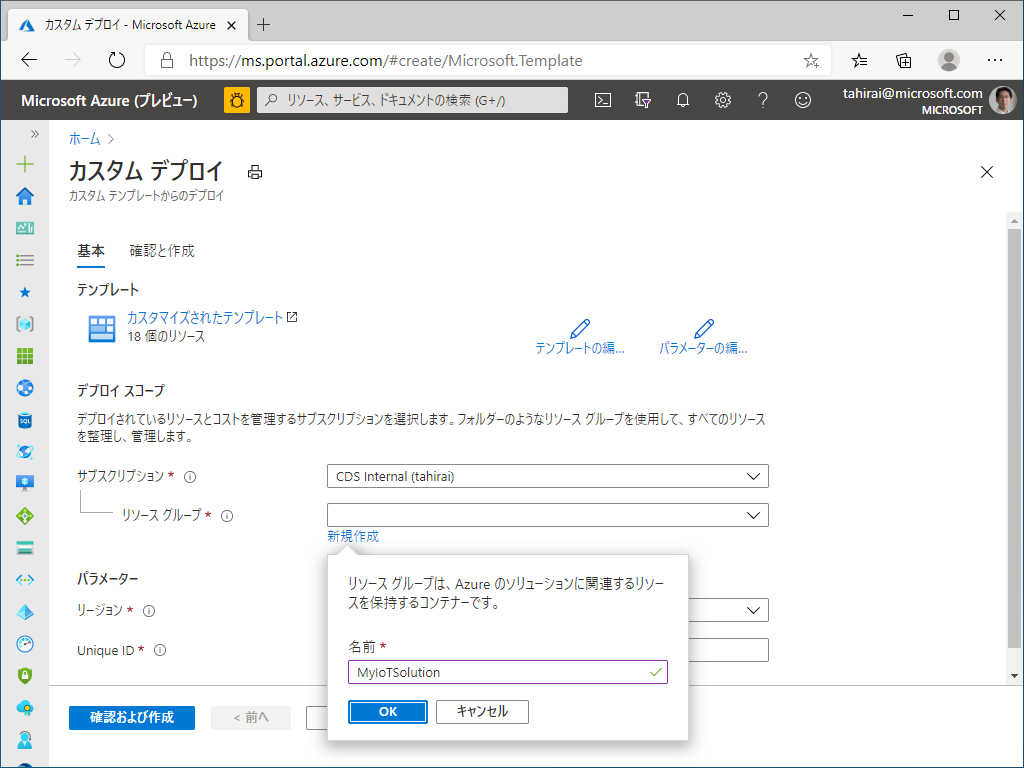 カスタム デプロイ - Microsoft Azure
https://ms.portal.azure.com/#create/Microsoft.Template
Microsoft Azure (プレビュー)
リソース、サービス、ドキュメントの検索 (G+/)
tahirai@microsoft.com
MICROSOFT
ホーム
カスタム デプロイ
カスタム テンプレートからのデプロイ
基本 確認と作成
テンプレート
カスタマイズされたテンプレート
18 個のリソース
テンプレートの編... パラメーターの編...
デプロイ スコープ
デプロイされているリソースとコストを管理するサブスクリプションを選択します。フォルダーのようなリソース グループを使用して、すべてのリソース
を整理し、管理します。
サブスクリプション * CDS Internal (tahirai)
リソース グループ *
新規作成
リソース グループは、Azure のソリューションに関連するリソー
スを保持するコンテナーです。
名前 *
MyIoTSolution
OK キャンセル
パラメーター
リージョン *
Unique ID *
確認および作成 < 前へ
SQL